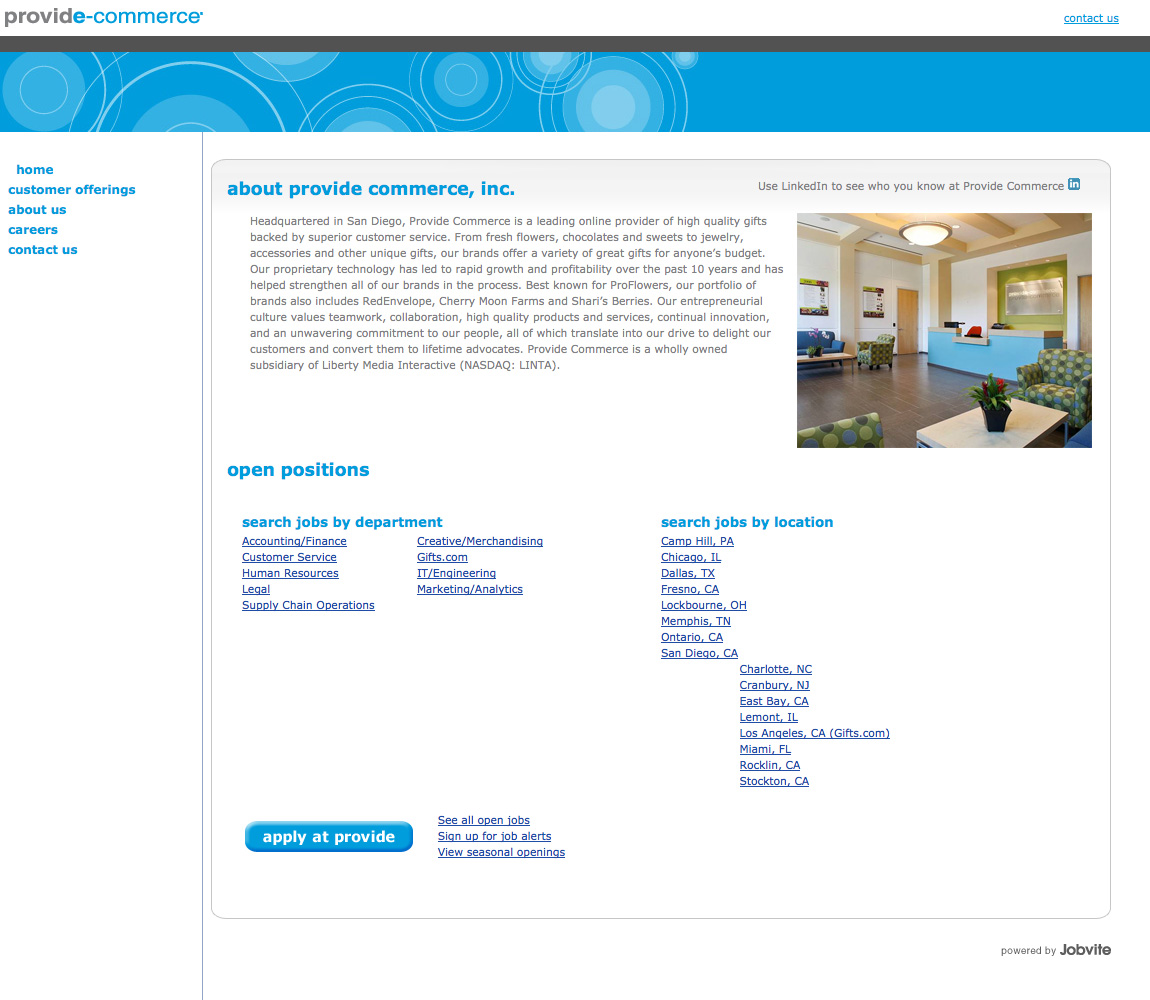 provide-commerce
contact us
home
customer offerings
about us
careers
contact us
about provide commerce, inc.
Use LinkedIn to see who you know at Provide Commerce in
Headquartered in San Diego, Provide Commerce is a leading online provider of high quality gifts
backed by superior customer service. From fresh flowers, chocolates and sweets to jewelry,
accessories and other unique gifts, our brands offer a variety of great gifts for anyone's budget.
Our proprietary technology has led to rapid growth and profitability over the past 10 years and has
helped strengthen all of our brands in the process. Best known for ProFlowers, our portfolio of
brands also includes RedEnvelope, Cherry Moon Farms and Shari's Berries. Our entrepreneurial
culture values teamwork, collaboration, high quality products and services, continual innovation,
and an unwavering commitment to our people, all of which translate into our drive to delight our
customers and convert them to lifetime advocates. Provide Commerce is a wholly owned
subsidiary of Liberty Media Interactive (NASDAQ: LINTA).
open positions
search jobs by department
Accounting/Finance
Customer Service
Human Resources
Legal
Supply Chain Operations
Creative/Merchandising
Gifts.com
IT/Engineering
Marketing/Analytics
search jobs by location
Camp Hill, PA
Chicago, IL
Dallas, TX
Fresno, CA
Lockbourne, OH
Memphis, TN
Ontario, CA
San Diego, CA
Charlotte, NC
Cranbury, NJ
East Bay, CA
Lemont, IL
Los Angeles, CA (Gifts.com)
Miami, FL
Rocklin, CA
Stockton, CA
apply at provide
See all open jobs
Sign up for job alerts
View seasonal openings
powered by Jobvite